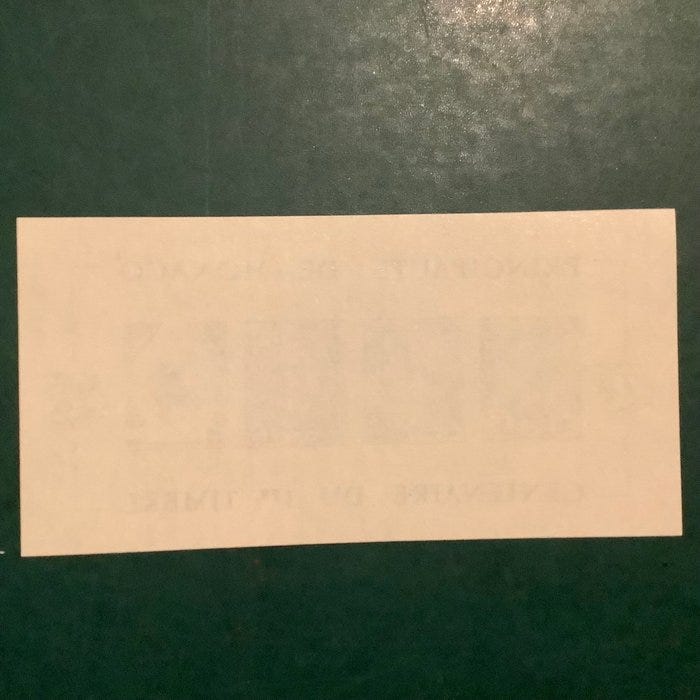 PRINCIPAUTE DE MONACO
CENTENAIRE DU 1ER TIMBRE